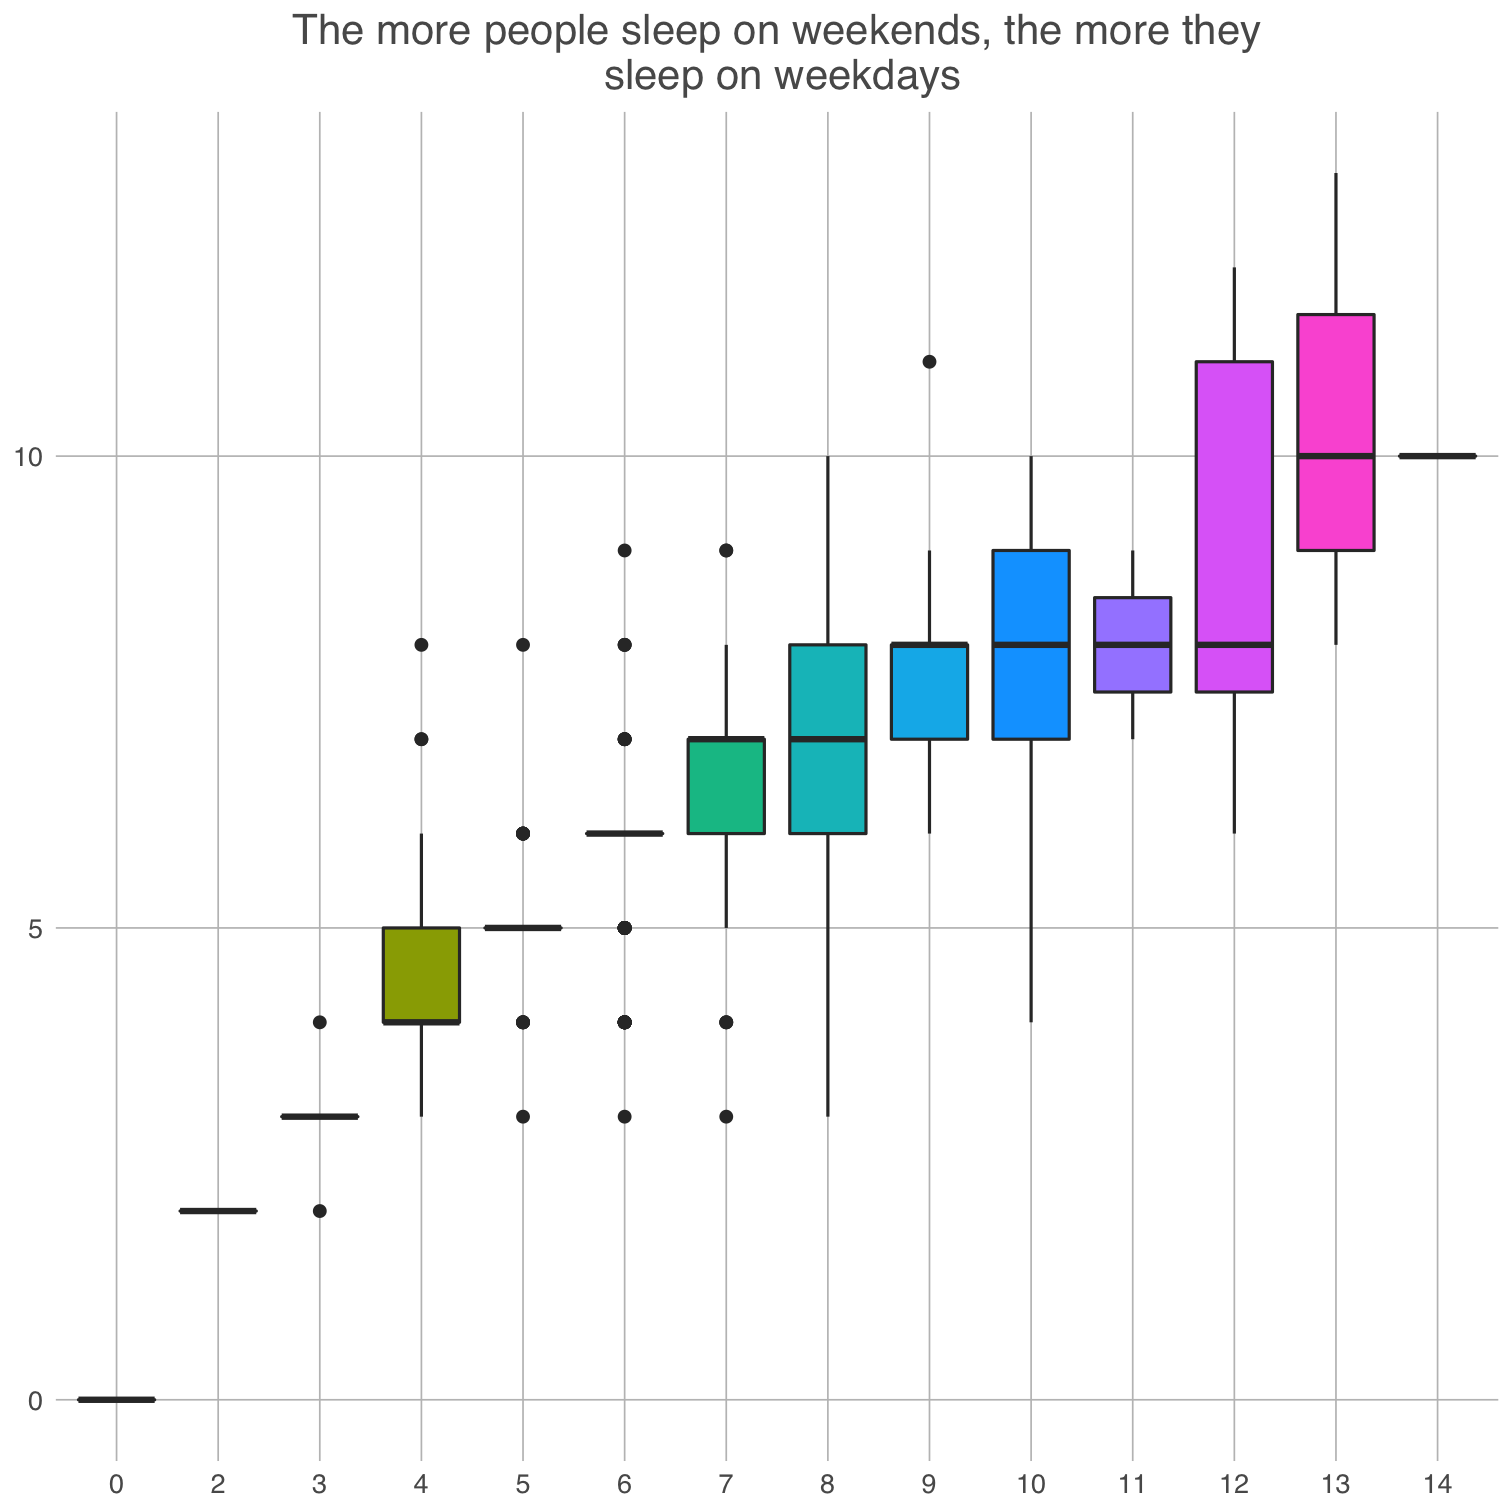 The more people sleep on weekends, the more they
sleep on weekdays
10
5
0
0 2 3 4 5 6 7 8 9 10 11 12 13 14